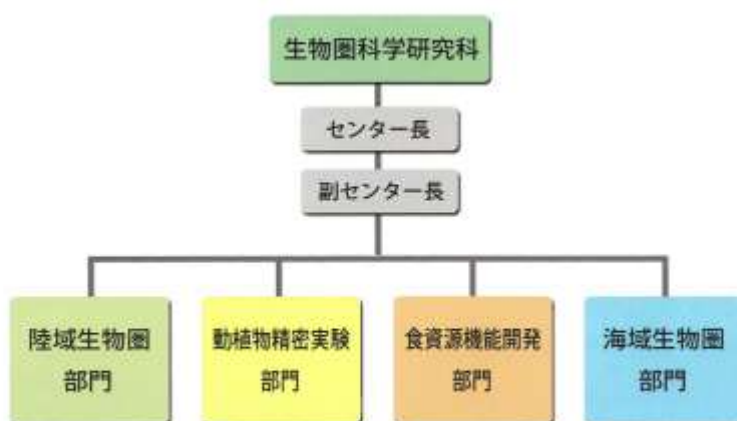 生物圏科学研究科
センター長
副センター長
陸域生物圏
部門
動植物精密実験
部門
食資源機能開発
部門
海域生物圏
部門